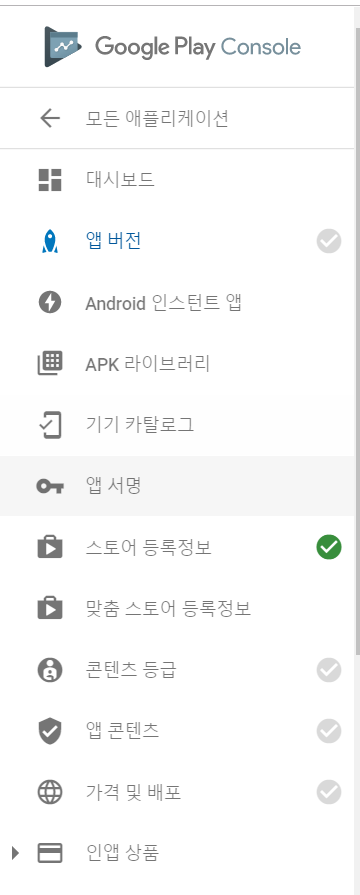 Google Play Console
모든 애플리케이션
대시보드
앱 버전
Android 인스턴트 앱
APK 라이브러리
기기 카탈로그
앱 서명
스토어 등록정보
맞춤 스토어 등록정보
콘텐츠 등급
앱 콘텐츠
가격 및 배포
인앱 상품